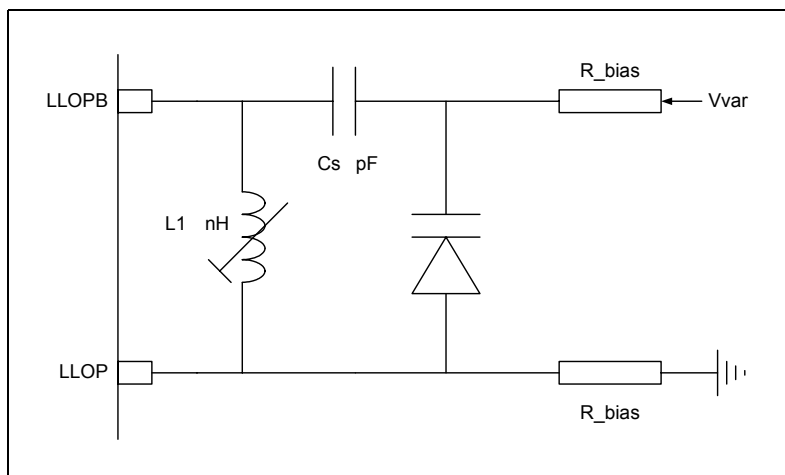 R_bias
LLOPB
Vvar
Cs pF
L1 nH
LLOP
R_bias